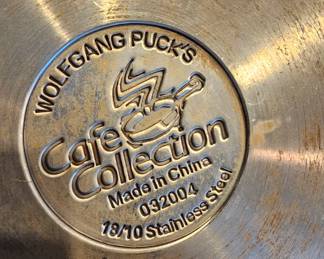 WOLFGANG PUCK'S
Cafe
Collection
Made in China
032004
18/10 Stainless Steel